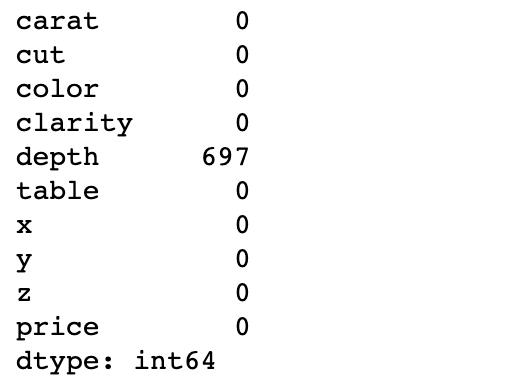 carat 0
cut 0
color 0
clarity 0
depth 697
table 0
x 0
y 0
z 0
price 0
dtype: int64